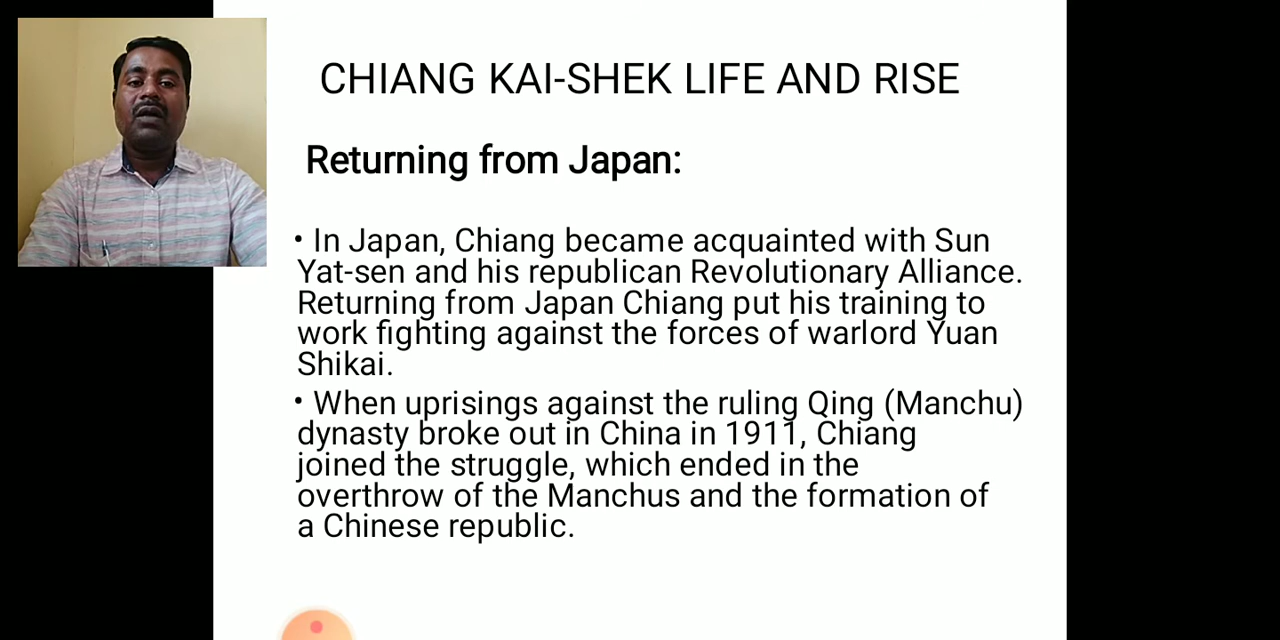 CHIANG KAI-SHEK LIFE AND RISE
Returning from Japan:
• In Japan, Chiang became acquainted with Sun
Yat-sen and his republican Revolutionary Alliance.
Returning from Japan Chiang put his training to
work fighting against the forces of warlord Yuan
Shikai.
• When uprisings against the ruling Qing (Manchu)
dynasty broke out in China in 1911, Chiang
joined the struggle, which ended in the
overthrow of the Manchus and the formation of
a Chinese republic.